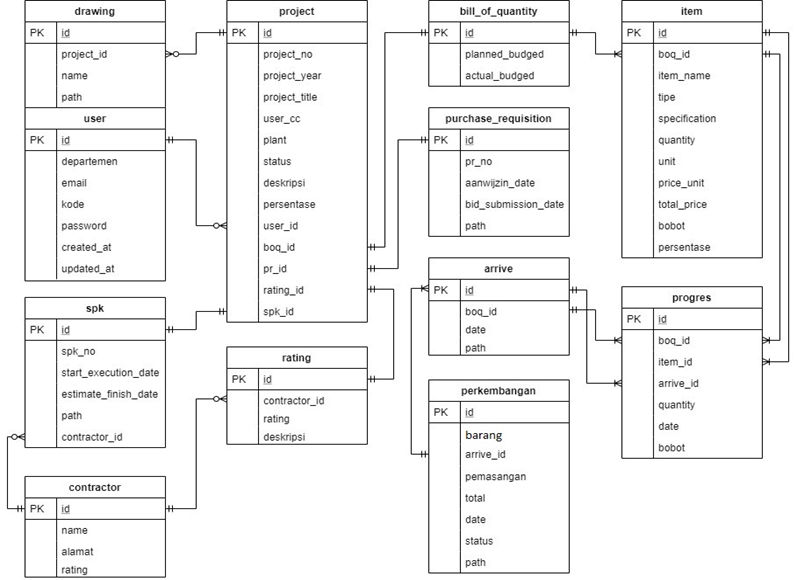 drawing
PK id
project_id
name
path
user
PK id
departemen
email
kode
password
created_at
updated_at
spk
PK id
spk_no
start_execution_date
estimate_finish_date
path
contractor_id
contractor
PK id
name
alamat
rating
project
PK id
project_no
project_year
project_title
user_cc
plant
status
deskripsi
persentase
user_id
boq_id
pr_id
rating_id
spk_id
rating
PK id
contractor_id
rating
deskripsi
bill_of_quantity
PK id
planned_budged
actual_budged
purchase_requisition
PK id
pr_no
aanwijzin_date
bid_submission_date
path
arrive
PK id
boq_id
date
path
perkembangan
PK id
barang
arrive_id
pemasangan
total
date
status
path
item
PK id
boq_id
item_name
tipe
specification
quantity
unit
price_unit
total_price
bobot
persentase
progres
PK id
boq_id
item_id
arrive_id
quantity
date
bobot